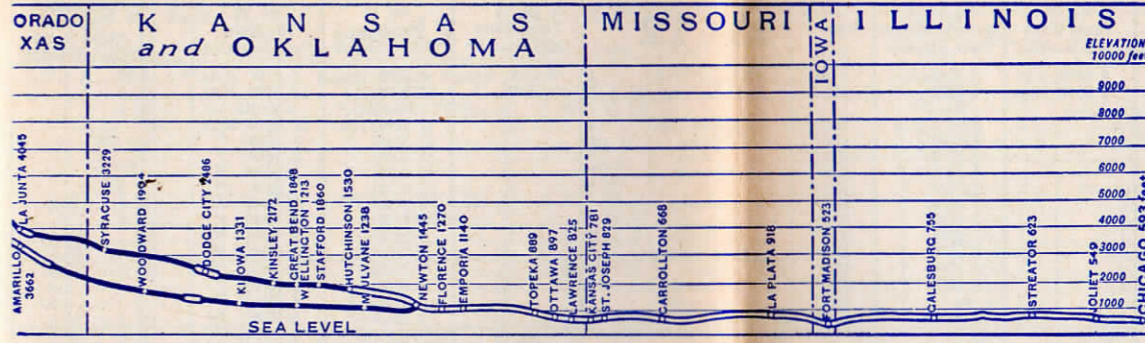 ORADO
XAS
KANSAS
and OKLAHOMA
MISSOURI
IOWA
ILLINOIS
ELEVATION
10000 feet
9000
8000
7000
6000
5000
4000
3000
2000
1000
LA JUNTA 4045
AMARILLO
3662
SYRACUSE 3229
WOODWARD 1904
DODGE CITY 2486
KIOWA 1331
KINSLEY 2172
GREAT BEND 1848
WELLINGTON 1213
STAFFORD 1860
HUTCHINSON 1530
MULVANE 1238
NEWTON 1445
FLORENCE 1270
EMPORIA 1140
TOPEKA 889
OTTAWA 897
LAWRENCE 825
KANSAS CITY 781
ST. JOSEPH 829
CARROLLTON 668
LA PLATA 918
FORT MADISON 523
GALESBURG 755
STREATOR 623
JOLIET 549
CHICAGO 593 feet
SEA LEVEL